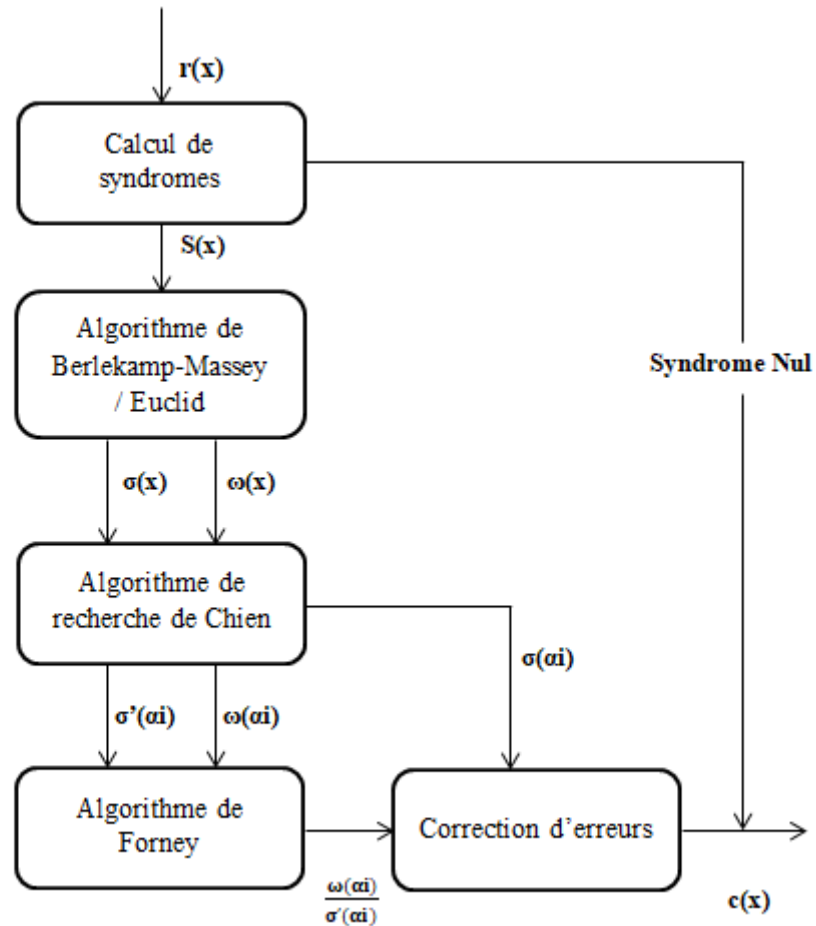 r(x)
Calcul de
syndromes
S(x)
Algorithme de
Berlekamp-Massey
/ Euclid
Syndrome Nul
σ(x)
ω(x)
Algorithme de
recherche de Chien
σ(αi)
σ’(αi)
ω(αi)
Algorithme de
Forney
Correction d’erreurs
ω(αi)
σ'(αi)
c(x)